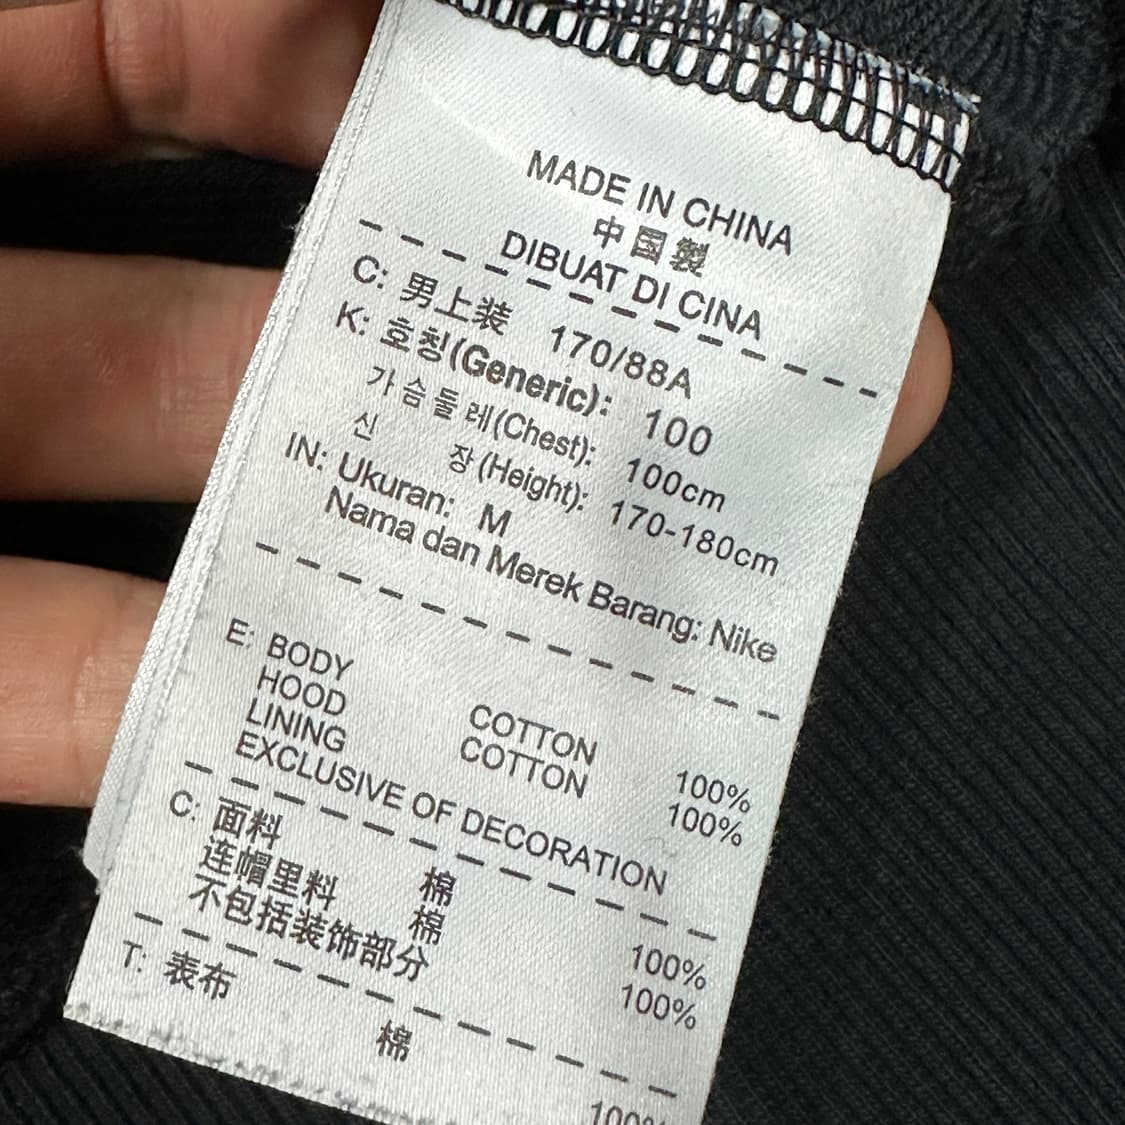 MADE IN CHINA
中国製
DIBUAT DI CINA
C: 男上装 170/88A
K: 호칭(Generic): 100
가슴둘레(Chest): 100cm
신 장(Height): 170-180cm
IN: Ukuran: M
Nama dan Merek Barang: Nike
E: BODY COTTON 100%
HOOD LINING COTTON 100%
EXCLUSIVE OF DECORATION
C: 面料 棉 100%
连帽里料 棉 100%
不包括装饰部分
T: 表布 棉 100%